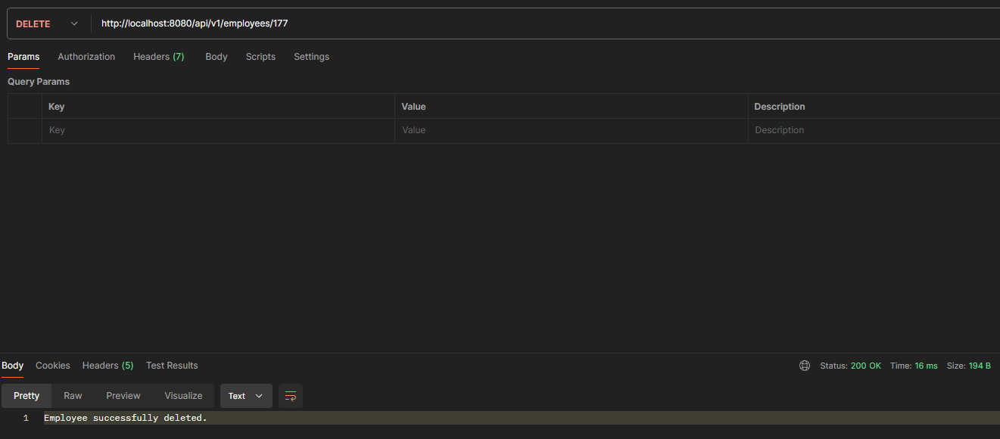 DELETE http://localhost:8080/api/v1/employees/177
Params Authorization Headers (7) Body Scripts Settings
Query Params
Key Value Description
Key Value Description
Body Cookies Headers (5) Test Results Status: 200 OK Time: 16 ms Size: 194 B
Pretty Raw Preview Visualize Text
1 Employee successfully deleted.